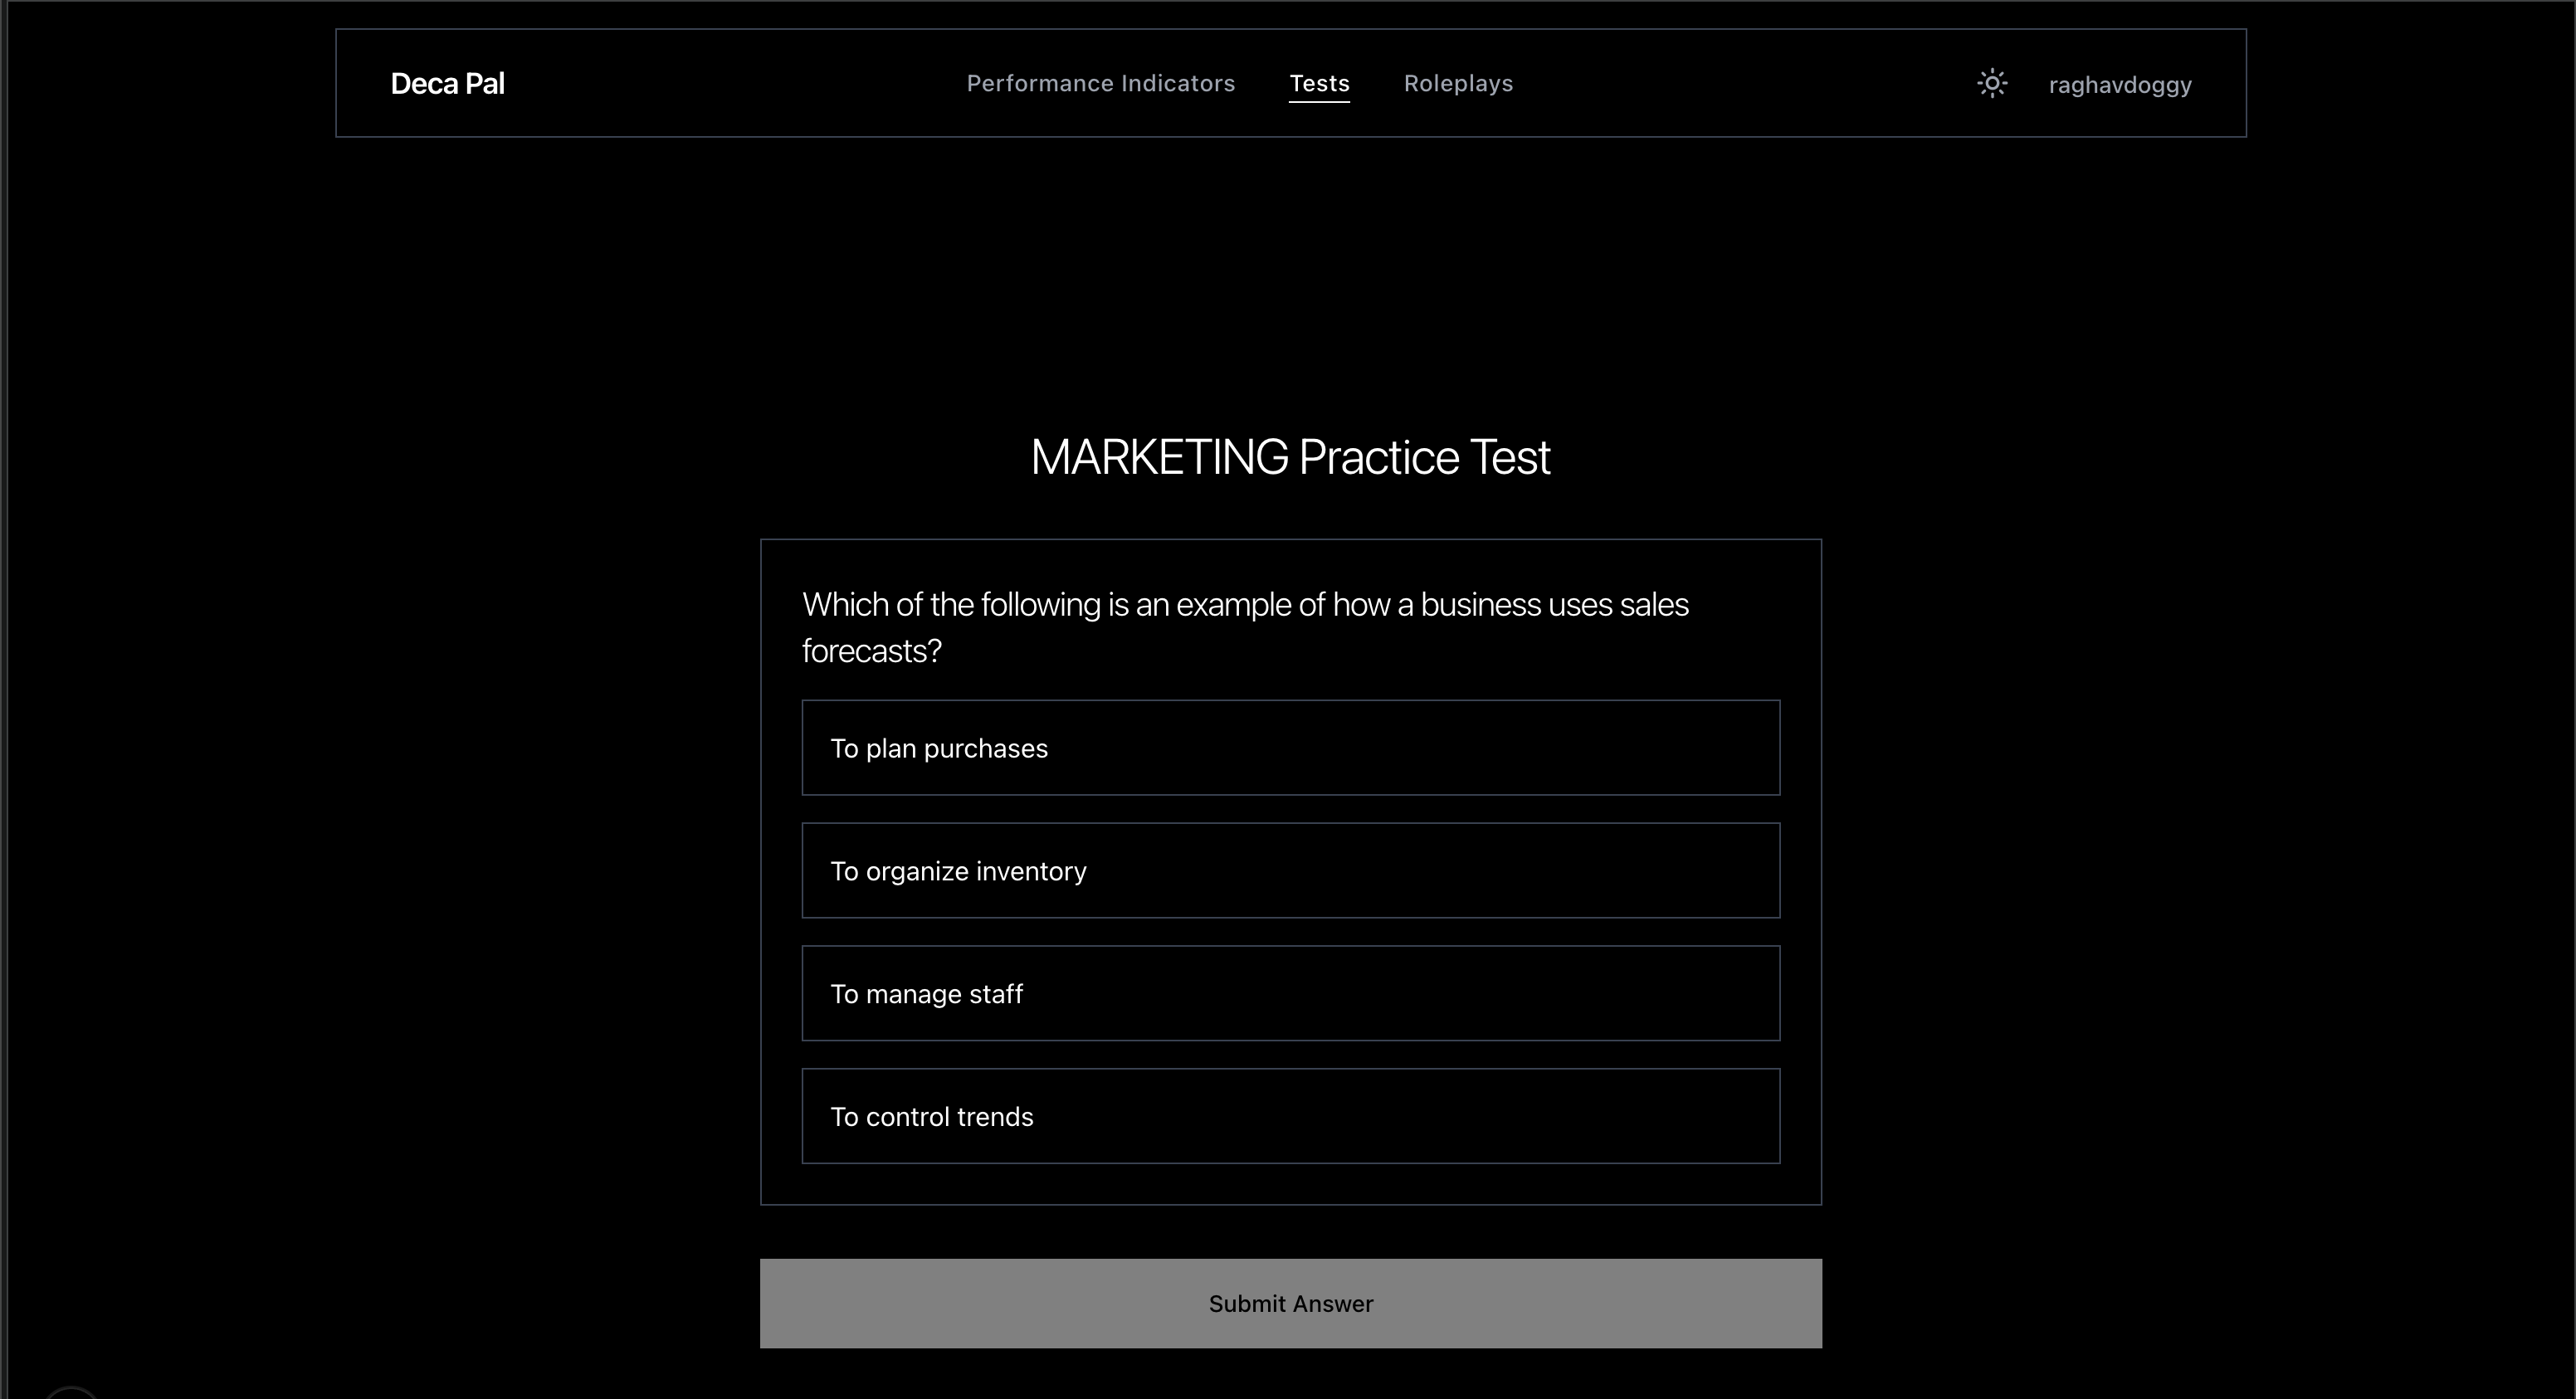 Deca Pal
Performance Indicators
Tests
Roleplays
raghavdoggy
MARKETING Practice Test
Which of the following is an example of how a business uses sales
forecasts?
To plan purchases
To organize inventory
To manage staff
To control trends
Submit Answer